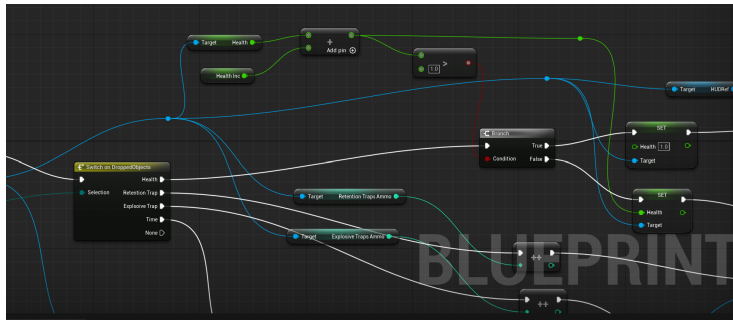 Target Health
+
Add pin
Health Inc
1.0 >
Target HUDRef
Branch
True
Condition False
SET
Health 1.0
Target
Switch on DroppedObjects
Health
Selection Retention Trap
Explosive Trap
Time
None
Target Retention Traps Ammo
SET
Health
Target
Target Explosive Traps Ammo
++
++
BLUEPRINT